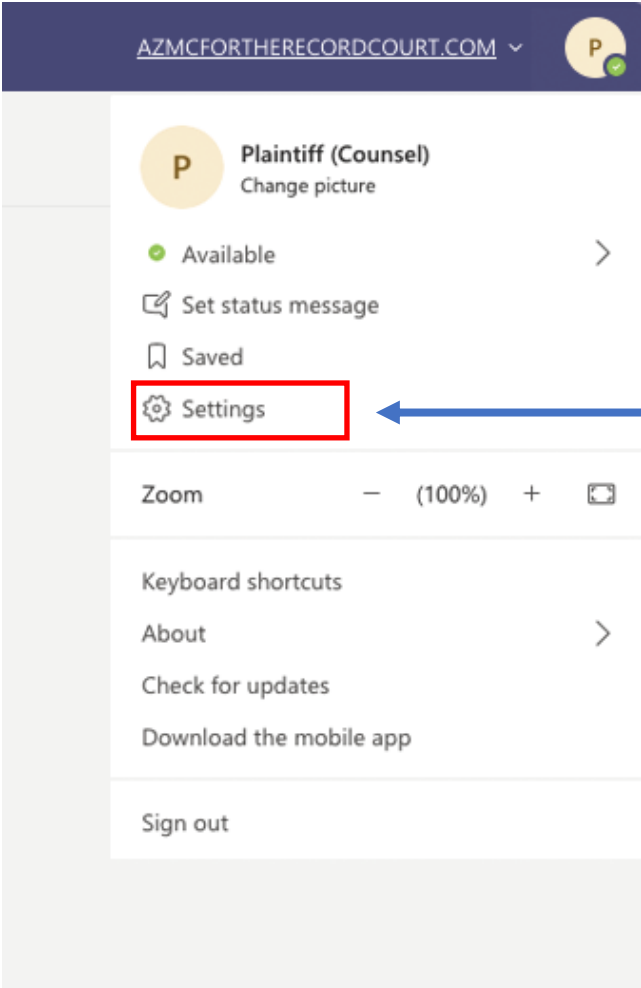 AZMCFORTHERECORDCOURT.COM
P
P
Plaintiff (Counsel)
Change picture
Available
Set status message
Saved
Settings
Zoom — (100%) +
Keyboard shortcuts
About
Check for updates
Download the mobile app
Sign out